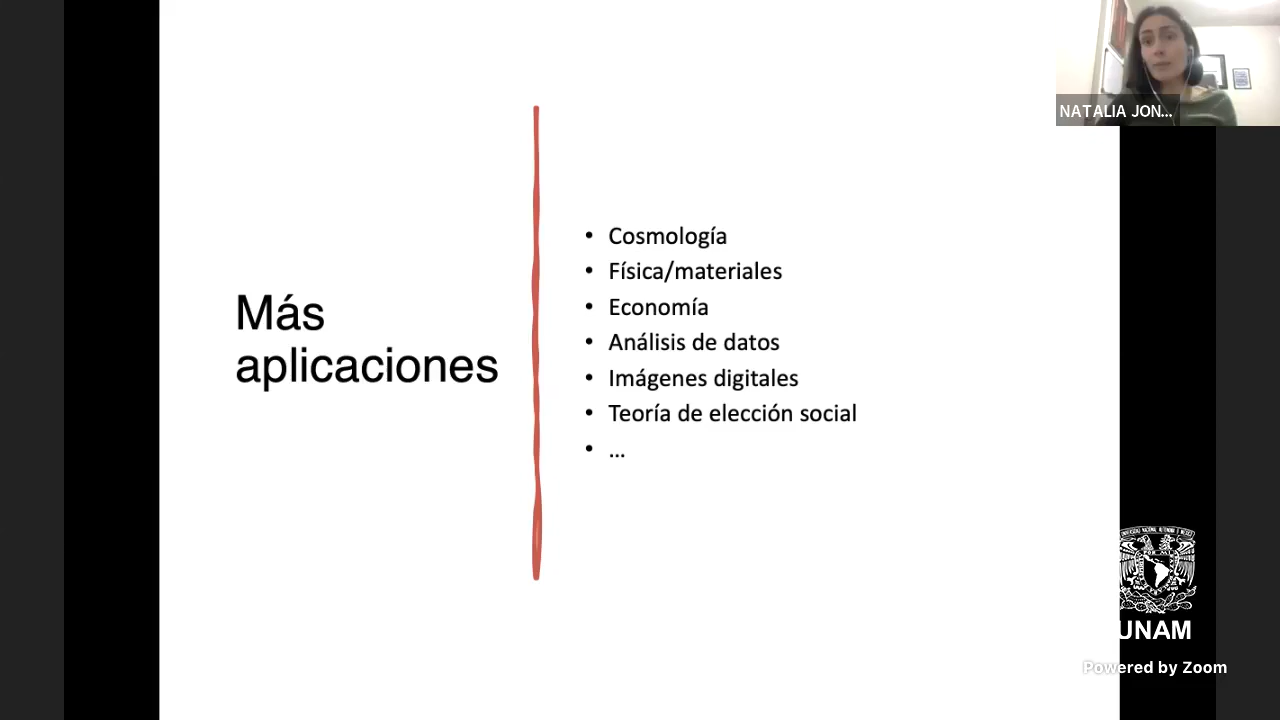 NATALIA JON...
Más
aplicaciones
• Cosmología
• Física/materiales
• Economía
• Análisis de datos
• Imágenes digitales
• Teoría de elección social
• ...
UNAM
Powered by Zoom